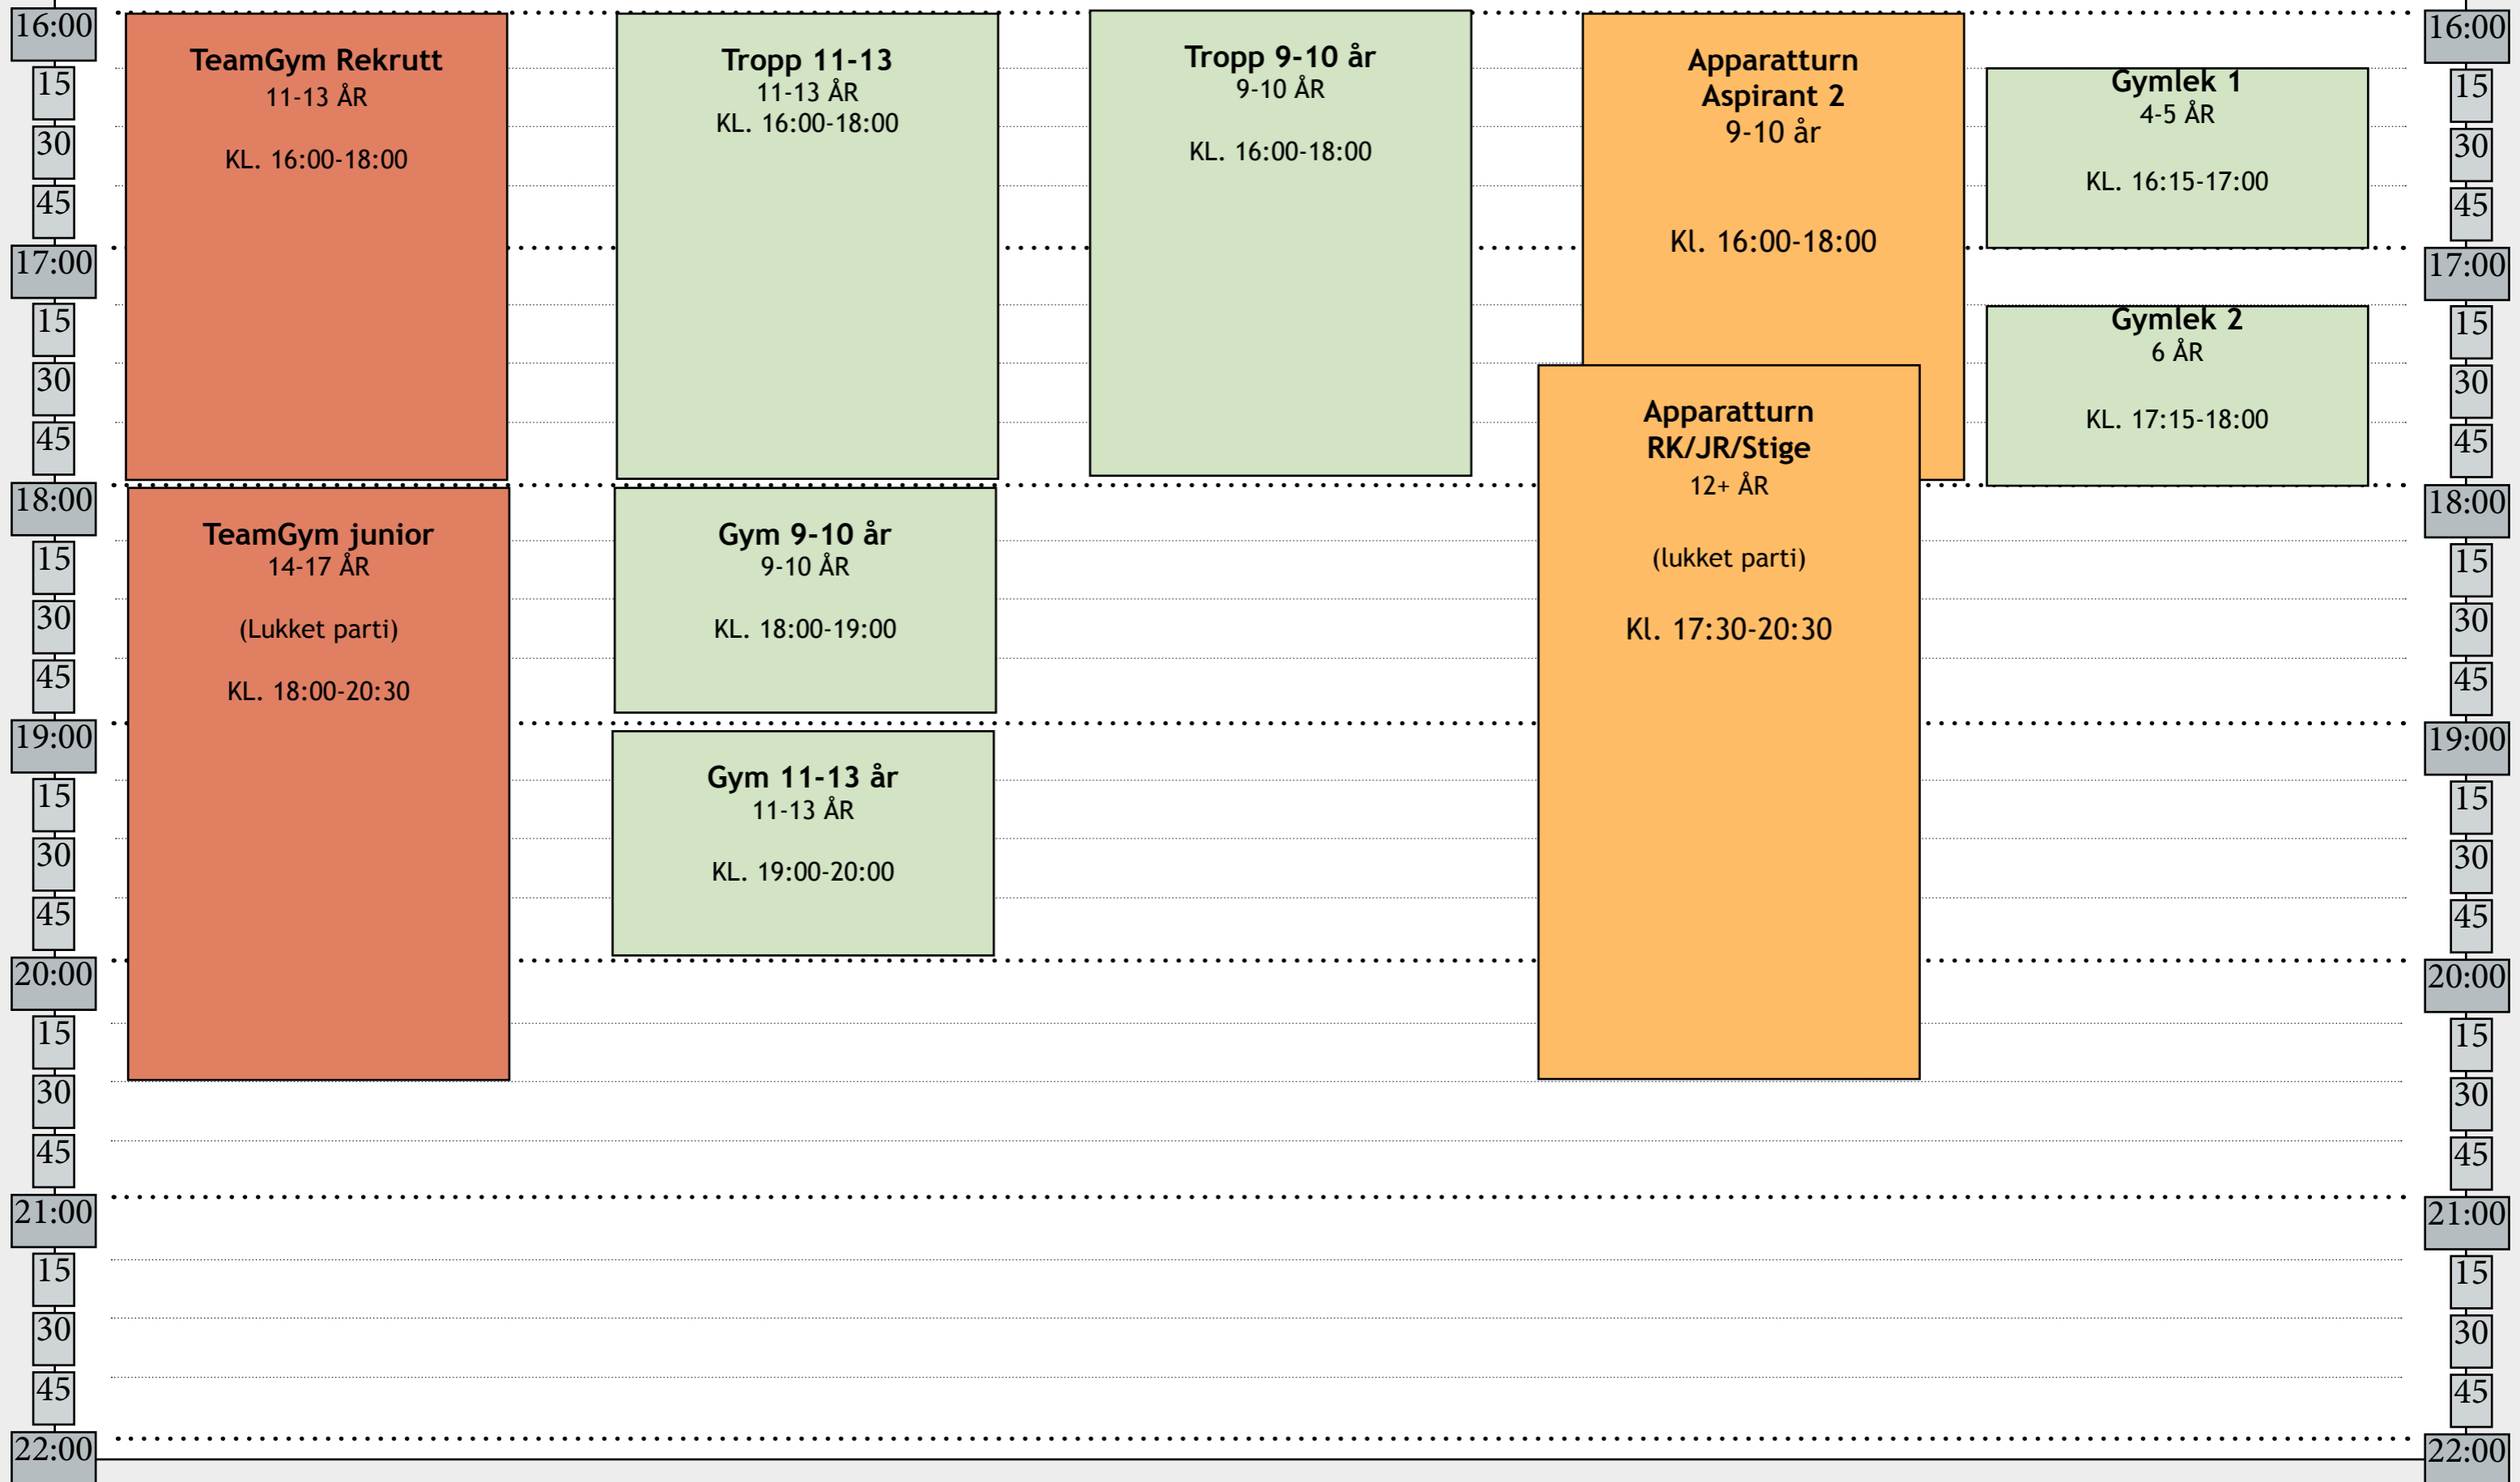 16:00
15
30
45
17:00
15
30
45
18:00
15
30
45
19:00
15
30
45
20:00
15
30
45
21:00
15
30
45
22:00
TeamGym Rekrutt
11-13 ÅR
KL. 16:00-18:00
TeamGym junior
14-17 ÅR
(Lukket parti)
KL. 18:00-20:30
Tropp 11-13
11-13 ÅR
KL. 16:00-18:00
Gym 9-10 år
9-10 ÅR
KL. 18:00-19:00
Gym 11-13 år
11-13 ÅR
KL. 19:00-20:00
Tropp 9-10 år
9-10 ÅR
KL. 16:00-18:00
Apparatturn
Aspirant 2
9-10 år
Kl. 16:00-18:00
Apparatturn
RK/JR/Stige
12+ ÅR
(lukket parti)
Kl. 17:30-20:30
Gymlek 1
4-5 ÅR
KL. 16:15-17:00
Gymlek 2
6 ÅR
KL. 17:15-18:00
16:00
15
30
45
17:00
15
30
45
18:00
15
30
45
19:00
15
30
45
20:00
15
30
45
21:00
15
30
45
22:00